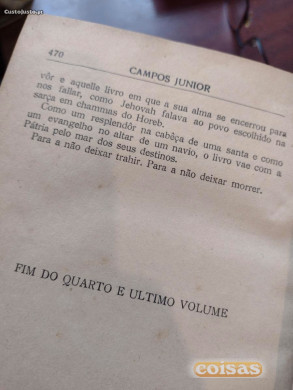 CustoJusto.pt
470
CAMPOS JUNIOR
vôr e aquelle livro em que a sua alma se encerrou para
nos fallar, como Jehovah falava ao povo escolhido na
sarça em chammas do Horeb.
Como um resplendôr na cabêça de uma santa e como
um evangelho no altar de um navio, o livro vae com a
Pátria pelo mar dos seus destinos.
Para a não deixar trahir. Para a não deixar morrer.
FIM DO QUARTO E ULTIMO VOLUME
coisas